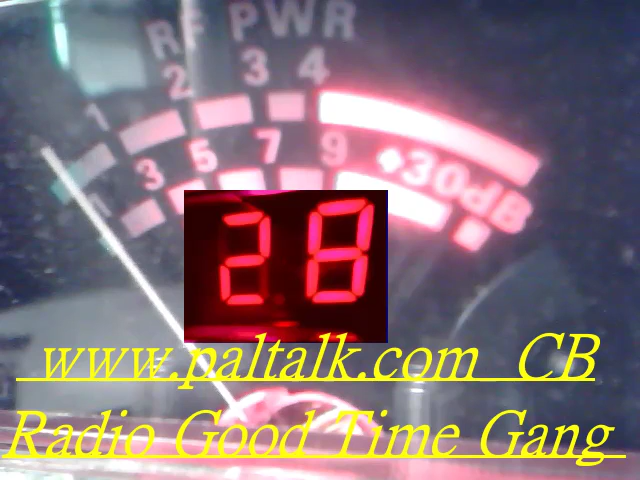 RF PWR
1 2 3 4
1 3 5 7 9 +30dB
28
www.paltalk.com CB
Radio Good Time Gang